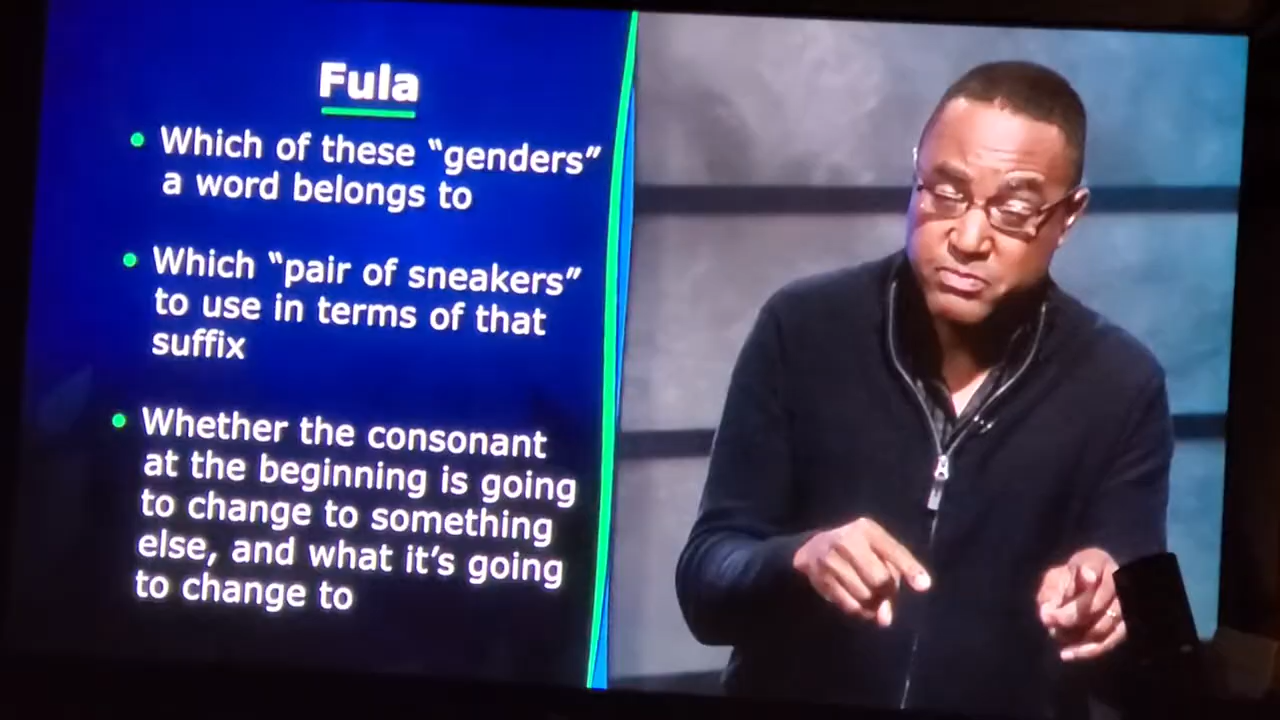 Fula
• Which of these “genders”
a word belongs to
• Which “pair of sneakers”
to use in terms of that
suffix
• Whether the consonant
at the beginning is going
to change to something
else, and what it’s going
to change to